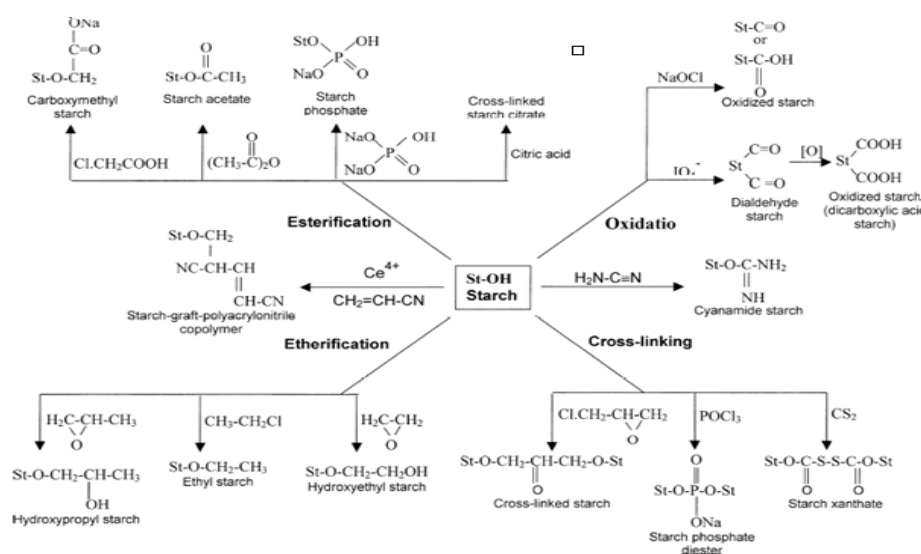 ONa
C=O
St-O-CH₂
Carboxymethyl
starch
O
St-O-C-CH₃
Starch acetate
StO
OH
P
NaO
O
Starch
phosphate
Cross-linked
starch citrate
Cl.CH₂COOH
O
(CH₃-C-)₂O
NaO
OH
P
NaO
O
Citric acid
Esterification
NaOCl
St-C=O
or
St-C-OH
O
Oxidized starch
C=O
St
C=O
Dialdehyde
starch
[O]
COOH
St
COOH
Oxidized starch
(dicarboxylic acid
starch)
Oxidatio
St-O-CH₂
NC-CH-CH
CH-CN
Starch-graft-polyacrylonitrile
copolymer
Ce⁴⁺
CH₂=CH-CN
St-OH
Starch
H₂N-C≡N
St-O-C-NH₂
NH
Cyanamide starch
Etherification
Cross-linking
H₂C-CH-CH₃
O
St-O-CH₂-CH-CH₃
OH
Hydroxypropyl starch
CH₃-CH₂Cl
St-O-CH₂-CH₃
Ethyl starch
H₂C-CH₂
O
St-O-CH₂-CH₂OH
Hydroxyethyl starch
Cl.CH₂-CH-CH₂
O
St-O-CH₂-CH-CH₂-O-St
O
Cross-linked starch
POCl₃
O
St-O-P-O-St
ONa
Starch phosphate
diester
CS₂
St-O-C-S-S-C-O-St
O
O
Starch xanthate